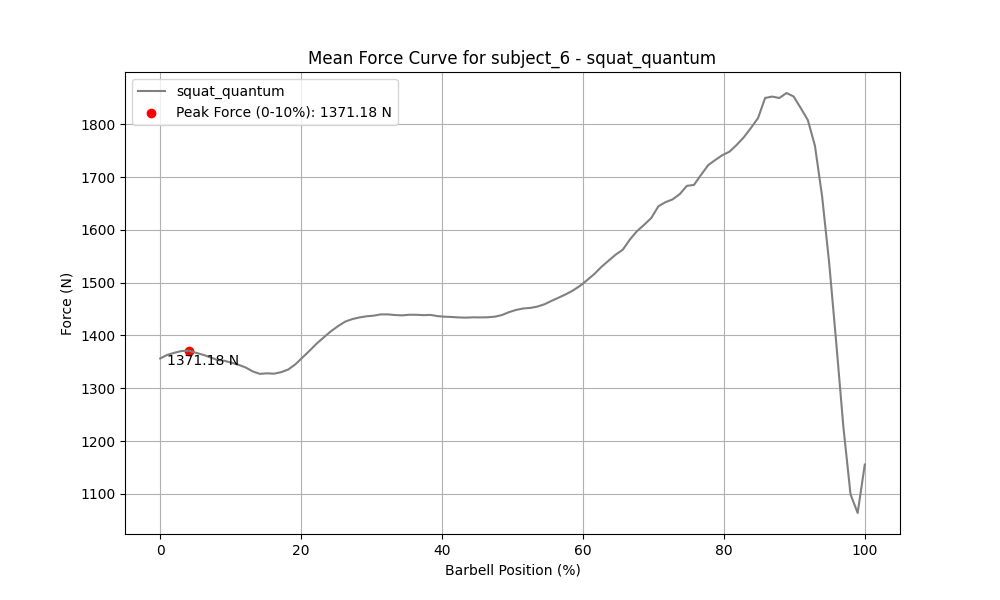 Mean Force Curve for subject_6 - squat_quantum
squat_quantum
Peak Force (0-10%): 1371.18 N
1800
1700
1600
1500
1400
1300
1200
1100
1371.18 N
Force (N)
0 20 40 60 80 100
Barbell Position (%)